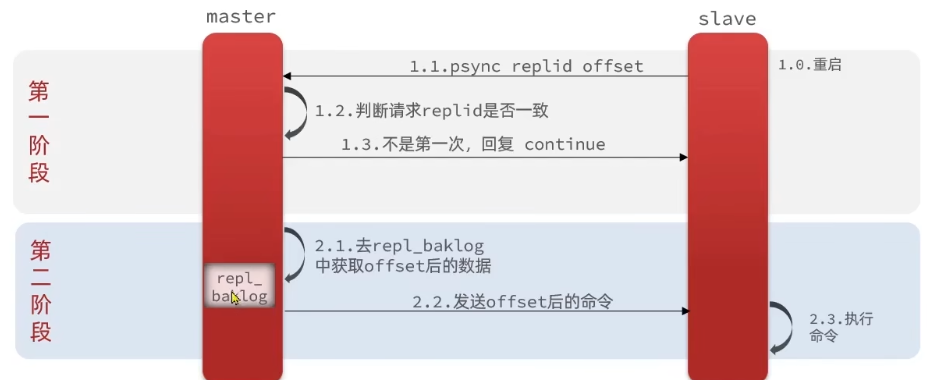 master
slave
第一阶段
1.0.重启
1.1.psync replid offset
1.2.判断请求replid是否一致
1.3.不是第一次，回复 continue
第二阶段
2.1.去repl_baklog
中获取offset后的数据
repl_
baklog
2.2.发送offset后的命令
2.3.执行
命令